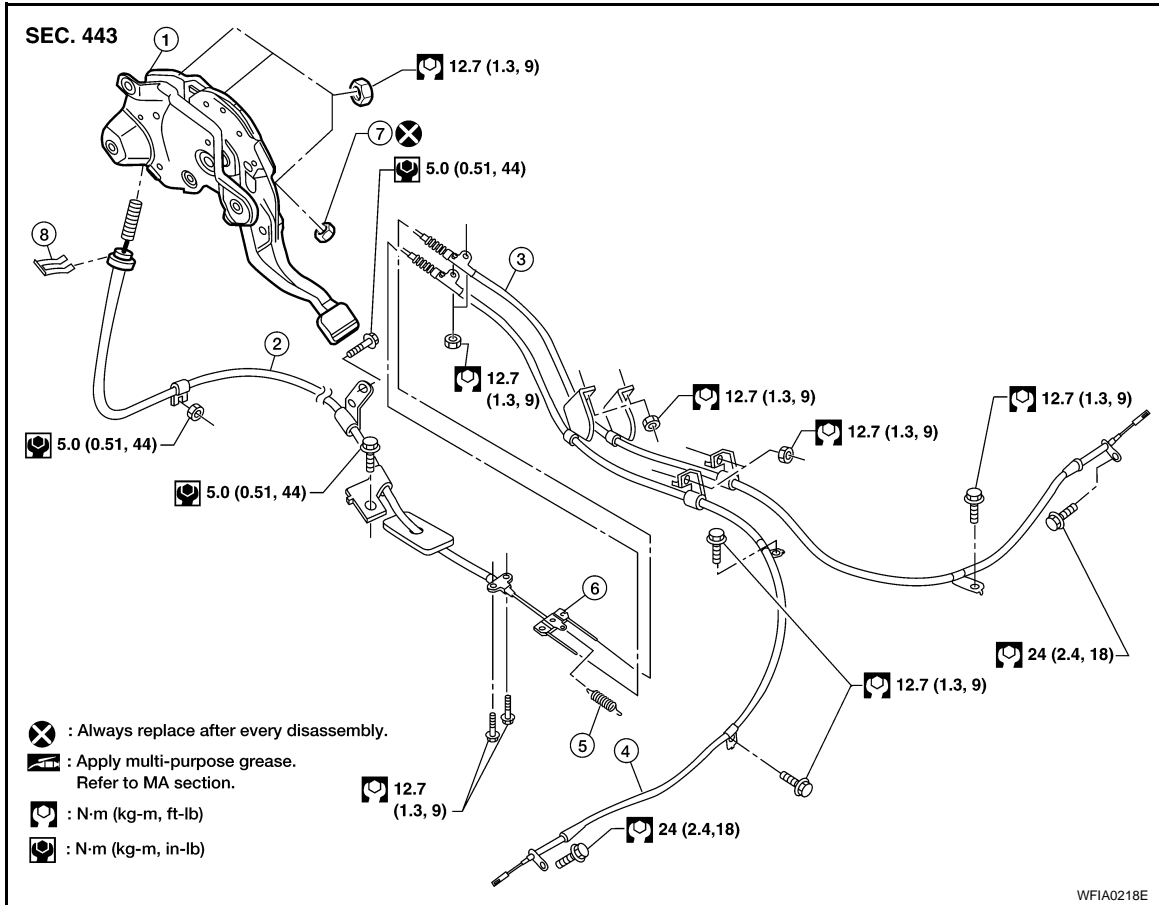 SEC. 443
1
12.7 (1.3, 9)
7
5.0 (0.51, 44)
8
3
2
12.7
(1.3, 9)
12.7 (1.3, 9)
12.7 (1.3, 9)
12.7 (1.3, 9)
5.0 (0.51, 44)
5.0 (0.51, 44)
6
24 (2.4, 18)
12.7 (1.3, 9)
5
4
: Always replace after every disassembly.
: Apply multi-purpose grease.
Refer to MA section.
: N·m (kg-m, ft-lb)
: N·m (kg-m, in-lb)
12.7
(1.3, 9)
24 (2.4,18)
WFIA0218E